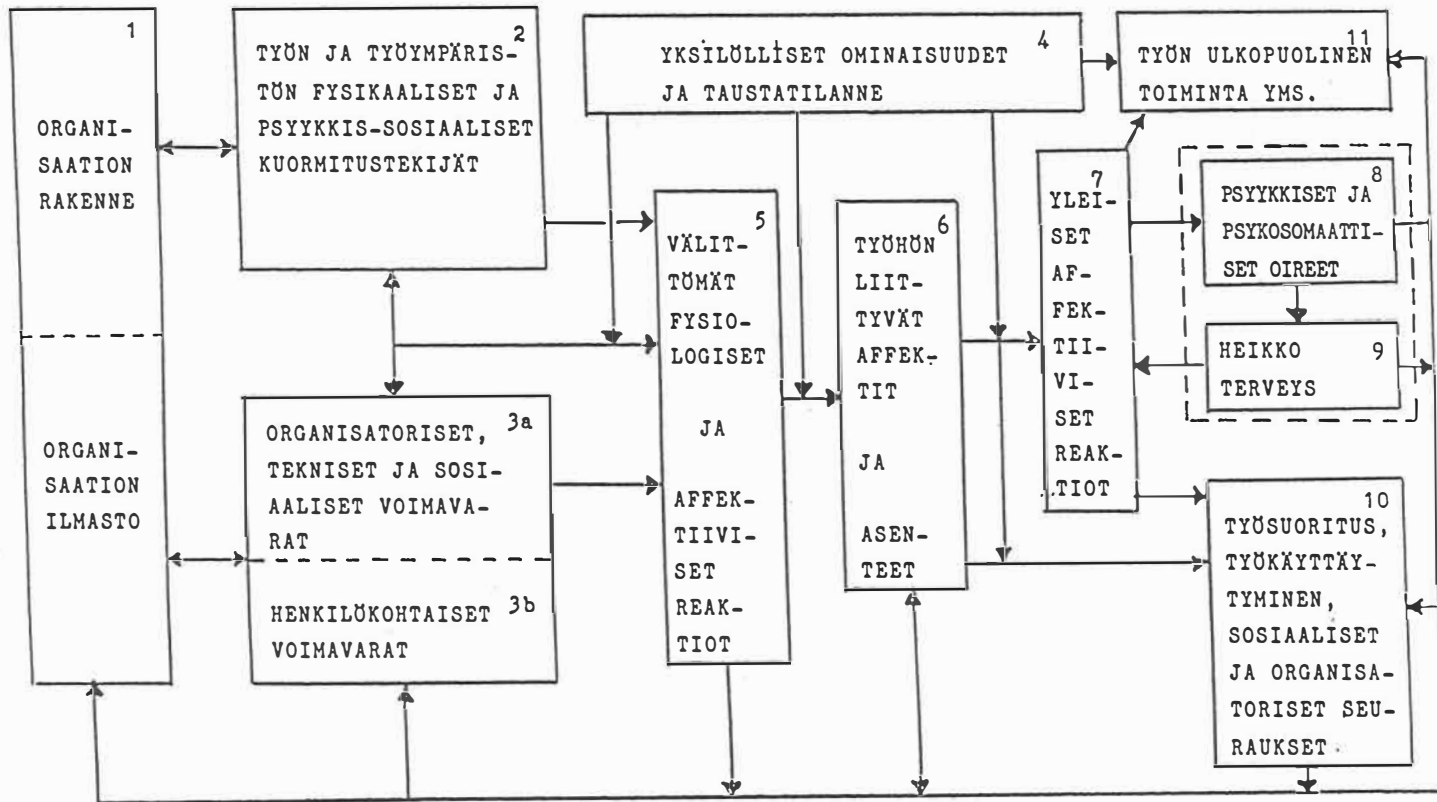 1
ORGANI-
SAATION
RAKENNE
ORGANI-
SAATION
ILMASTO
2
TYÖN JA TYÖYMPÄRIS-
TÖN FYSIKAALISET JA
PSYYKKIS-SOSIAALISET
KUORMITUSTEKIJÄT
3a
ORGANISATORISET,
TEKNISET JA SOSI-
AALISET VOIMAVA-
RAT
3b
HENKILÖKOHTAISET
VOIMAVARAT
4
YKSILÖLLISET OMINAISUUDET
JA TAUSTATILANNE
5
VÄLIT-
TÖMÄT
FYSIO-
LOGISET
JA
AFFEK-
TIIVI-
SET
REAK-
TIOT
6
TYÖHÖN
LIIT-
TYVÄT
AFFEK-
TIT
JA
ASEN-
TEET
7
YLEI-
SET
AF-
FEK-
TII-
VI-
SET
REAK-
TIOT
8
PSYYKKISET JA
PSYKOSOMAATTI-
SET OIREET
9
HEIKKO
TERVEYS
10
TYÖSUORITUS,
TYÖKÄYTTÄY-
TYMINEN,
SOSIAALISET
JA ORGANISA-
TORISET SEU-
RAUKSET
11
TYÖN ULKOPUOLINEN
TOIMINTA YMS.